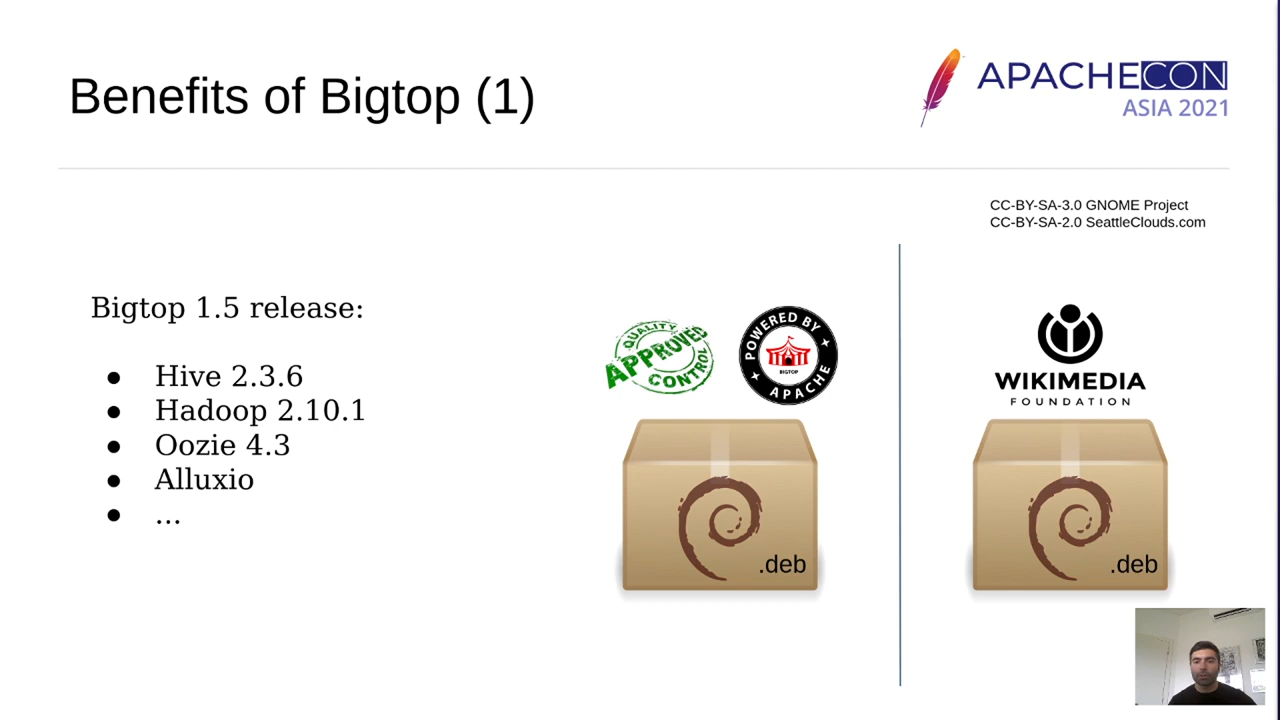 Benefits of Bigtop (1)
APACHECON
ASIA 2021
CC-BY-SA-3.0 GNOME Project
CC-BY-SA-2.0 SeattleClouds.com
Bigtop 1.5 release:
● Hive 2.3.6
● Hadoop 2.10.1
● Oozie 4.3
● Alluxio
● ...
QUALITY
APPROVED
CONTROL
POWERED BY
BIGTOP
APACHE
WIKIMEDIA
FOUNDATION
.deb
.deb